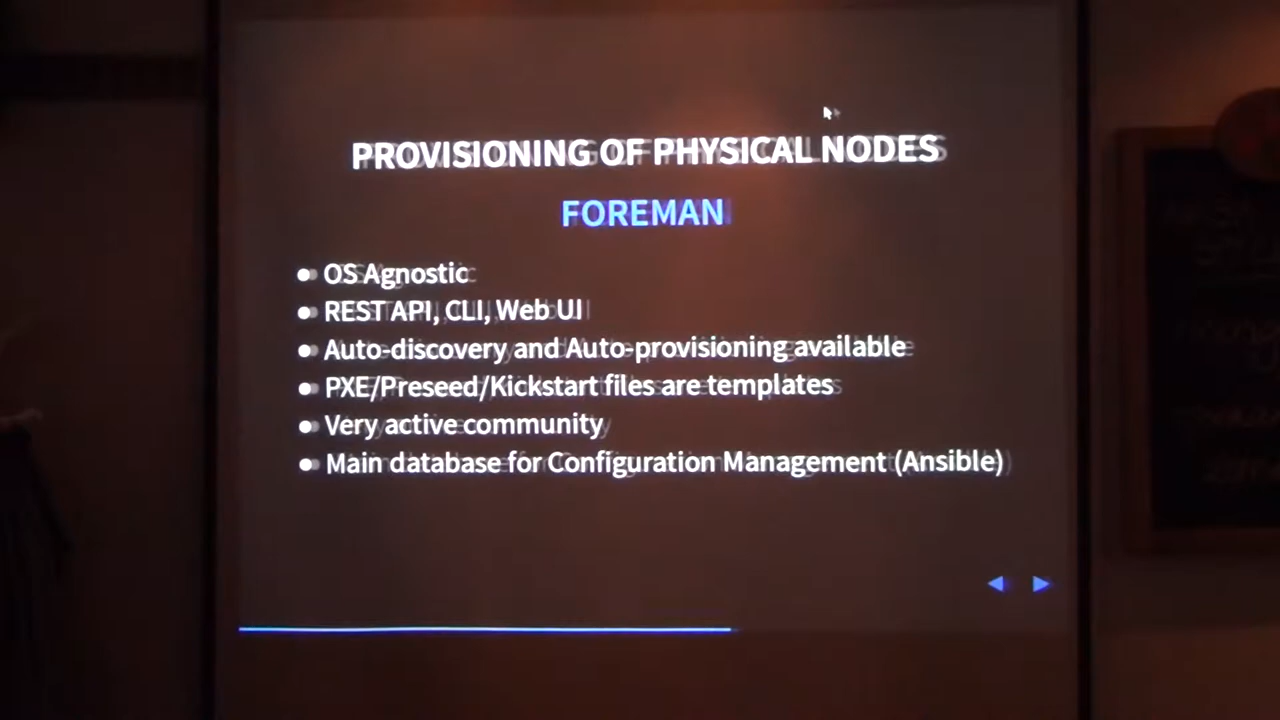 PROVISIONING OF PHYSICAL NODES
FOREMAN
OS Agnostic
REST API, CLI, Web UI
Auto-discovery and Auto-provisioning available
PXE/Preseed/Kickstart files are templates
Very active community
Main database for Configuration Management (Ansible)